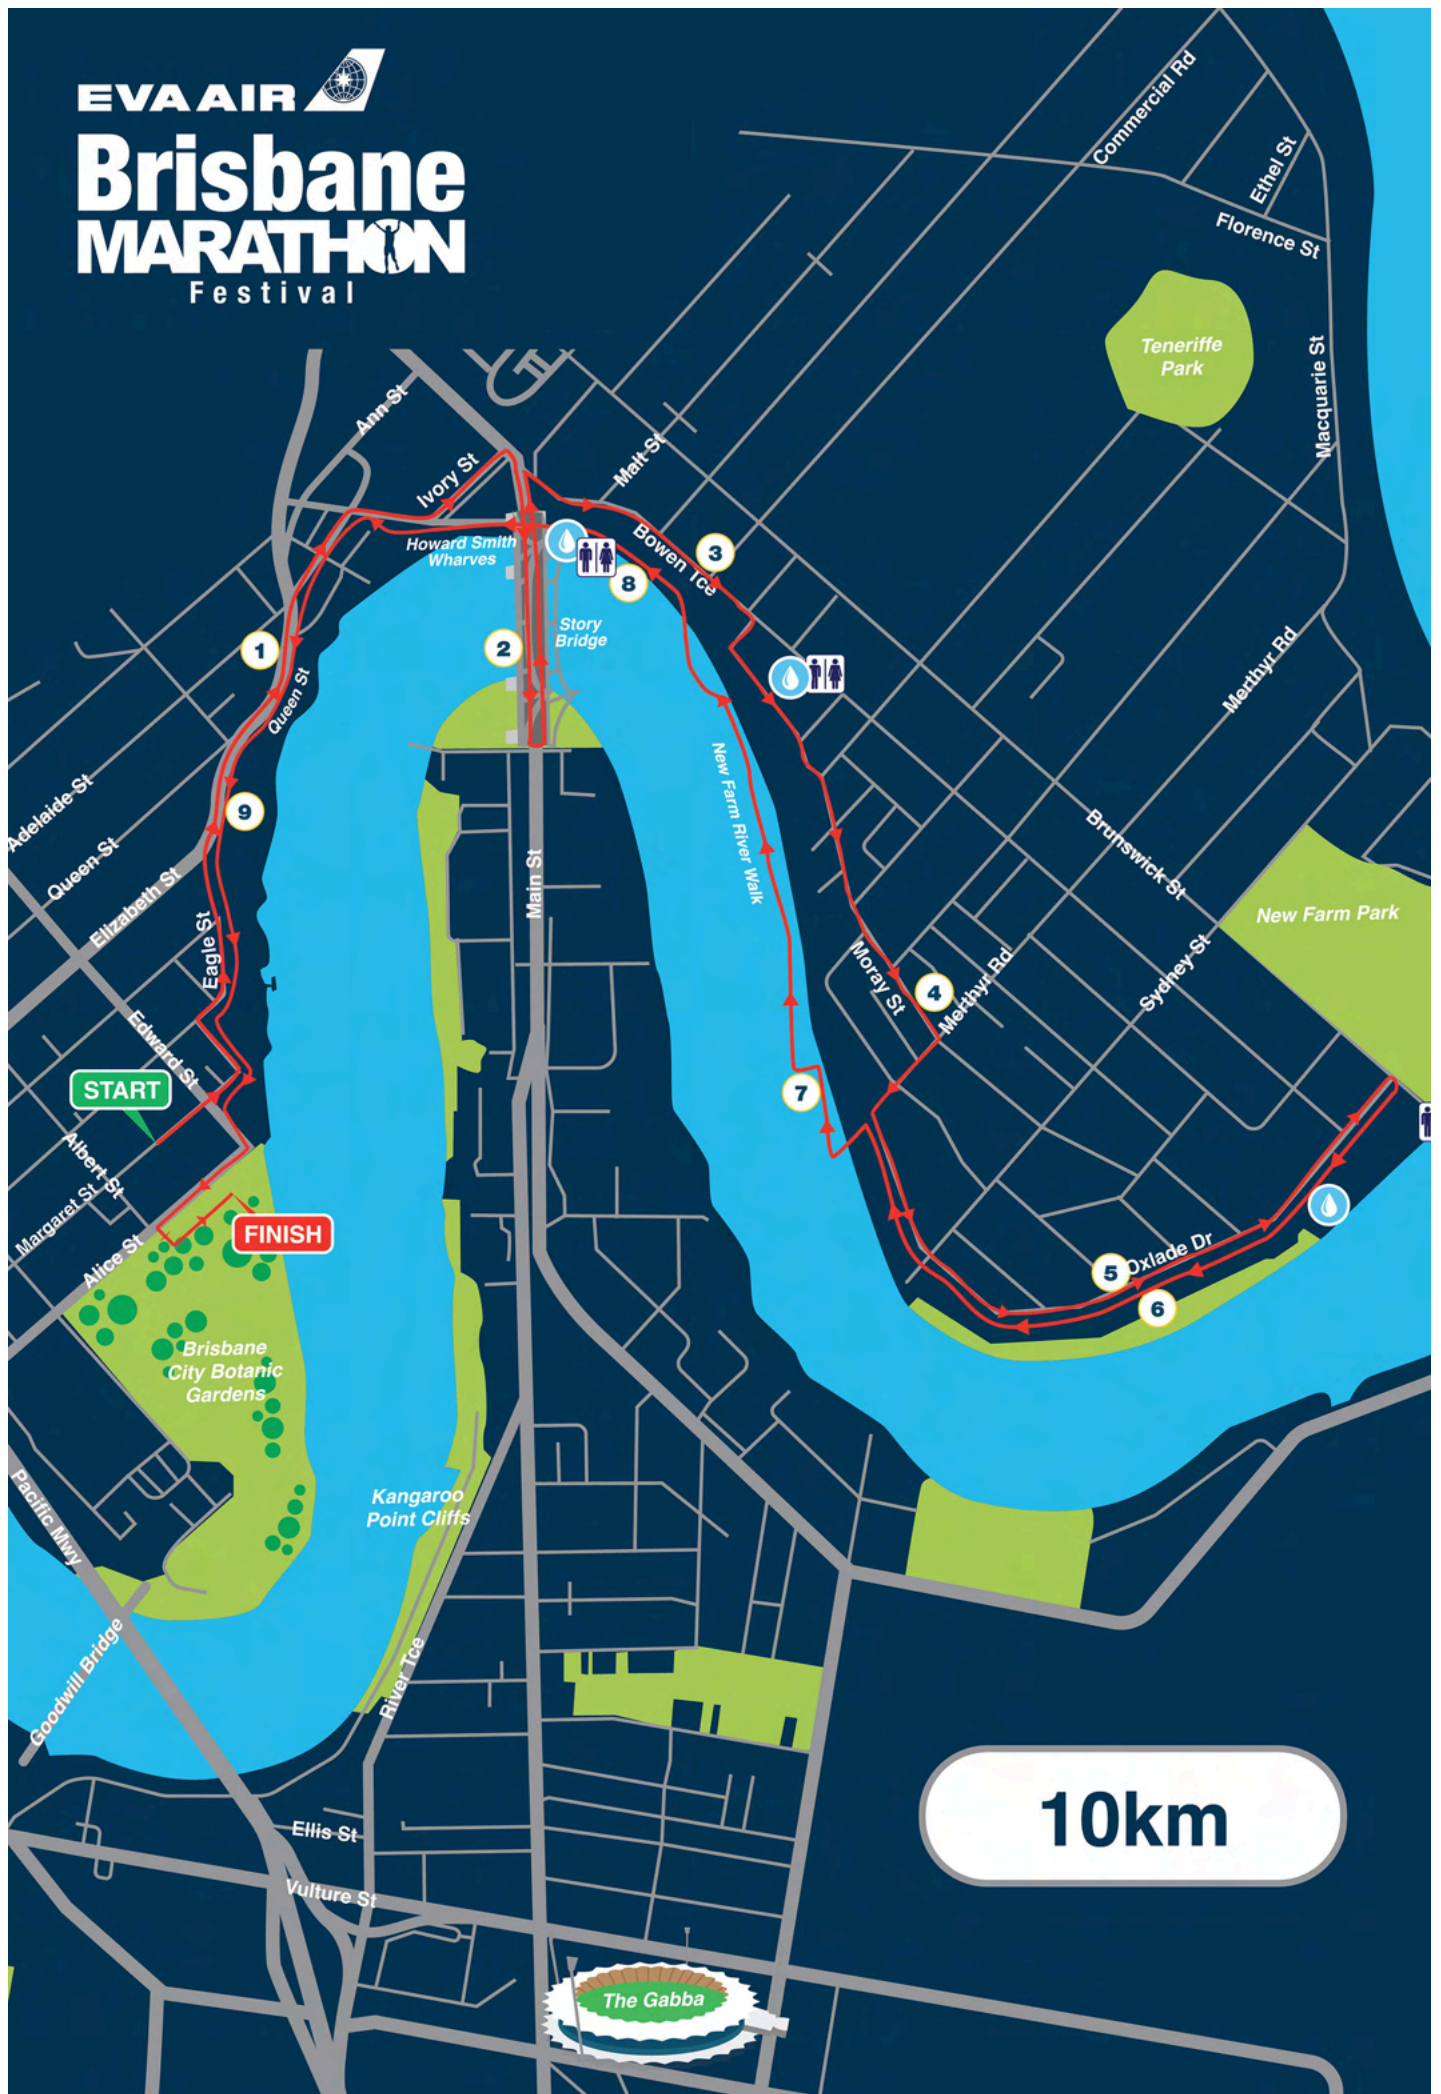 EVA AIR
Brisbane
MARATHON
Festival
Commercial Rd
Ethel St
Florence St
Teneriffe
Park
Macquarie St
Ann St
Ivory St
Malt St
Howard Smith
Wharves
Bowen Tce
3
8
Story
Bridge
2
1
Queen St
Merthyr Rd
New Farm River Walk
9
Adelaide St
Queen St
Elizabeth St
Eagle St
Main St
Brunswick St
New Farm Park
Sydney St
Moray St
4
Merthyr Rd
Edward St
START
7
Albert St
Margaret St
Alice St
FINISH
5
Oxlade Dr
6
Brisbane
City Botanic
Gardens
Kangaroo
Point Cliffs
Pacific Mwy
Goodwill Bridge
River Tce
10km
Ellis St
Vulture St
The Gabba